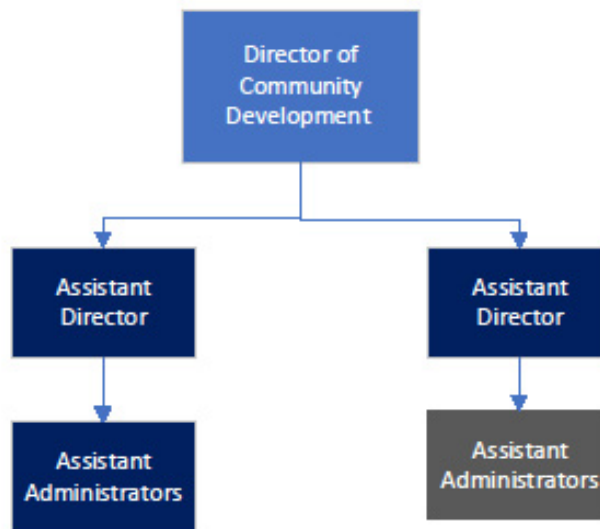 Director of
Community
Development
Assistant
Director
Assistant
Director
Assistant
Administrators
Assistant
Administrators